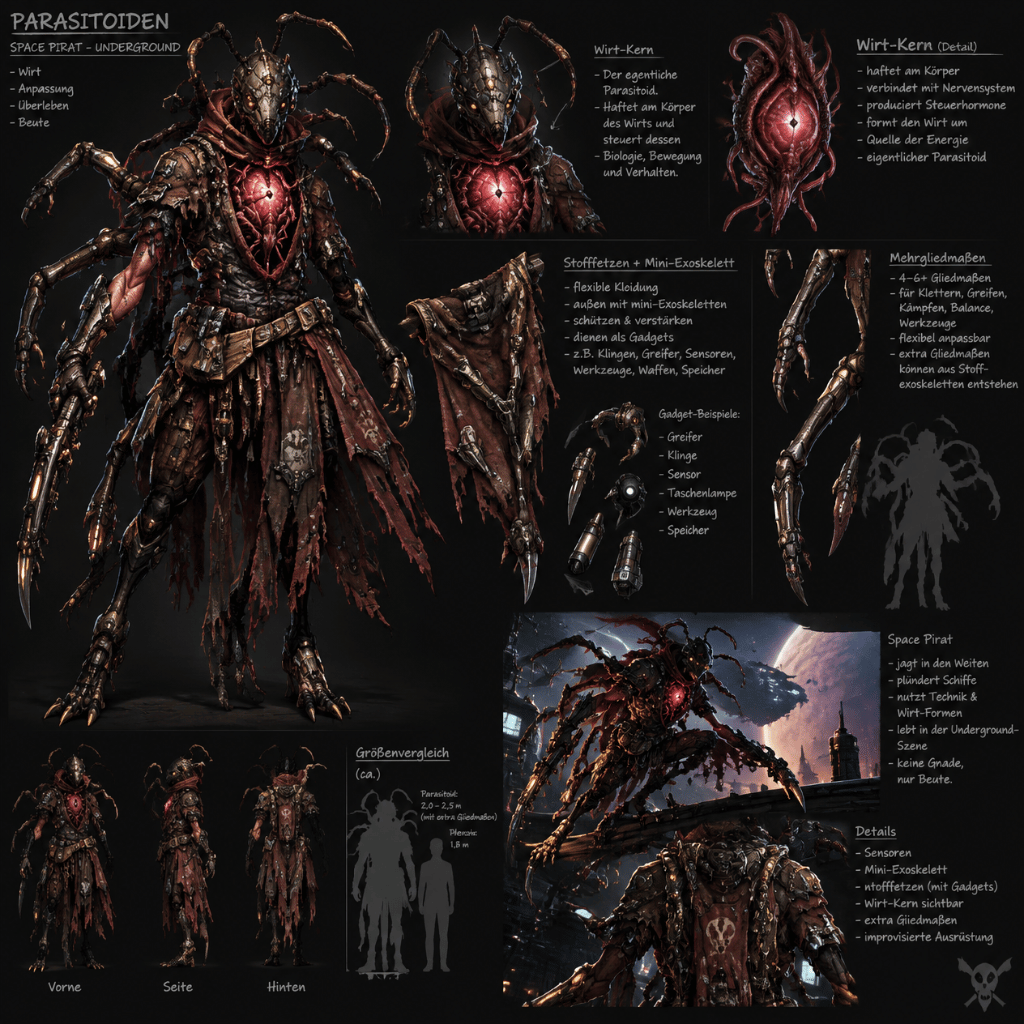 PARASITOIDEN
SPACE PIRAT - UNDERGROUND
- Wirt
- Anpassung
- Überleben
- Beute
Wirt-Kern
- Der egentliche
Parasitoid.
- Haftet am Körper
des Wirts und
steuert dessen
- Biologie, Bewegung
und Verhalten.
Wirt-Kern (Detail)
- haftet am Körper
- verbindet mit Nervensystem
- produciert Steuerhormone
- formt den Wirt um
- Quelle der Energie
- eigentlicher Parasitoid
Stofffetzen + Mini-Exoskelett
- flexible Kleidung
- außen mit mini-Exoskeletten
- schützen & verstärken
- dienen als Gadgets
- z.B. Klingen, Greifer, Sensoren,
Werkzeuge, Waffen, Speicher
Gadget-Beispiele:
- Greifer
- Klinge
- Sensor
- Taschenlampe
- Werkzeug
- Speicher
Mehrgliedmaßen
- 4-6+ Gliedmaßen
- für Klettern, Greifen,
Kämpfen, Balance,
Werkzeuge
- flexibel anpassbar
- extra Gliedmaßen
können aus Stoff-
exoskeletten entstehen
Space Pirat
- jagt in den Weiten
- plündert Schiffe
- nutzt Technik &
Wirt-Formen
- lebt in der Underground-
Szene
- keine Gnade,
nur Beute.
Größenvergleich
(ca.)
Parasitoid:
2,0 - 2,5 m
(mit extra Gliedmaßen)
1,8 m
Vorne
Seite
Hinten
Details
- Sensoren
- Mini-Exoskelett
- ntofffetzen (mit Gadgets)
- Wirt-Kern sichtbar
- extra Giiedmaßen
- improvisierte Ausrüstung